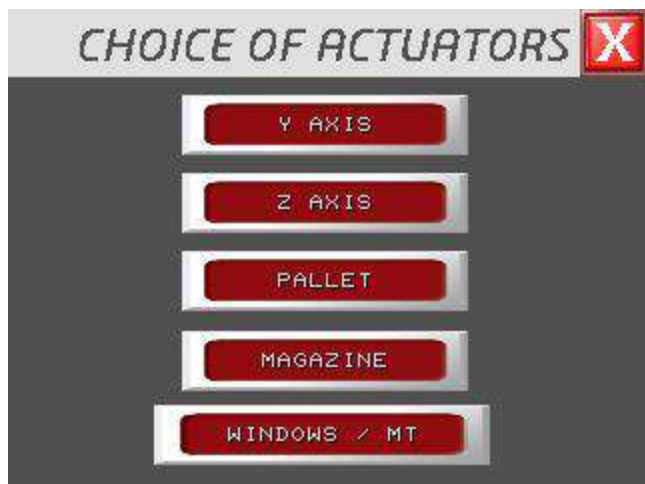 CHOICE OF ACTUATORS X
Y AXIS
Z AXIS
PALLET
MAGAZINE
WINDOWS / MT